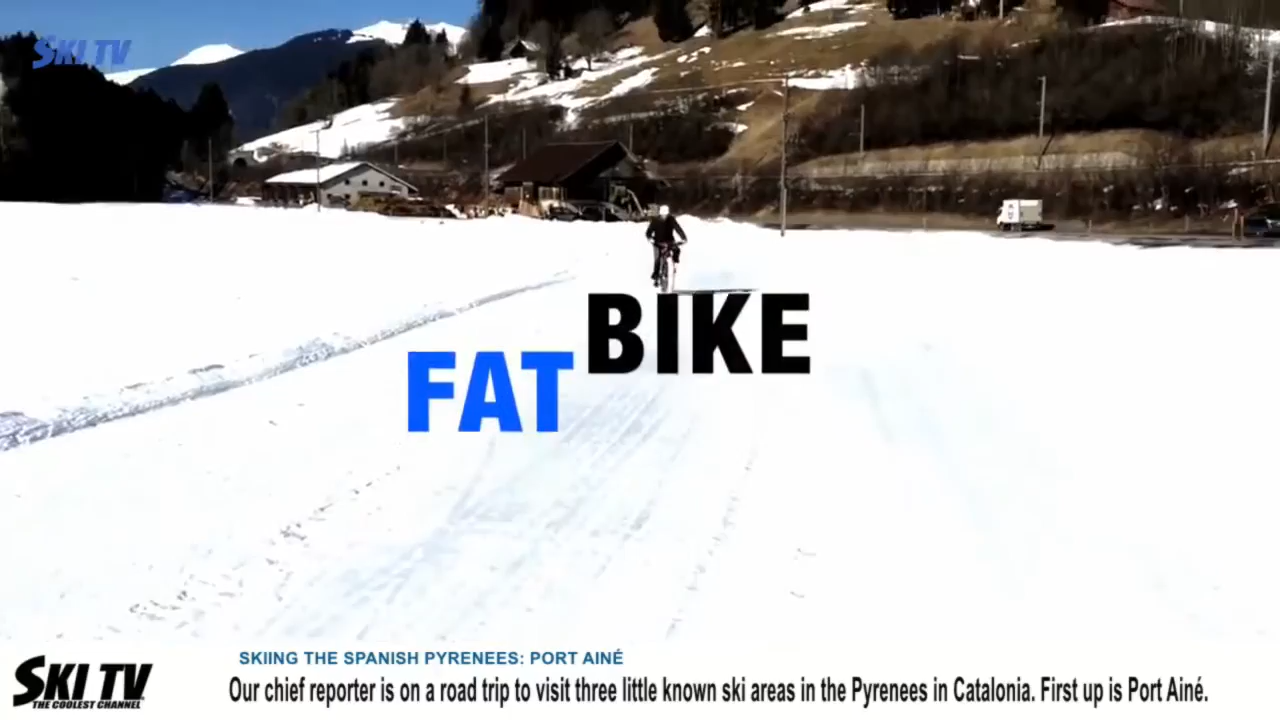 SKI TV
BIKE
FAT
SKIING THE SPANISH PYRENEES: PORT AINÉ
SKI TV
THE COOLEST CHANNEL
Our chief reporter is on a road trip to visit three little known ski areas in the Pyrenees in Catalonia. First up is Port Ainé.